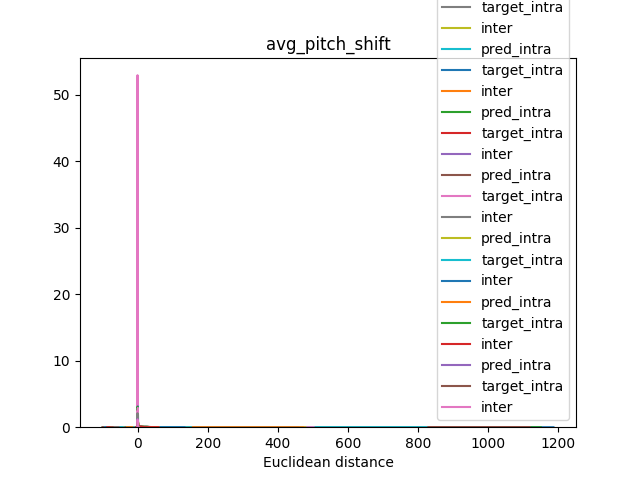 target_intra
inter
avg_pitch_shift
pred_intra
target_intra
inter
pred_intra
target_intra
inter
pred_intra
target_intra
inter
pred_intra
target_intra
inter
pred_intra
target_intra
inter
pred_intra
target_intra
inter
50
40
30
20
10
0
0 200 400 600 800 1000 1200
Euclidean distance